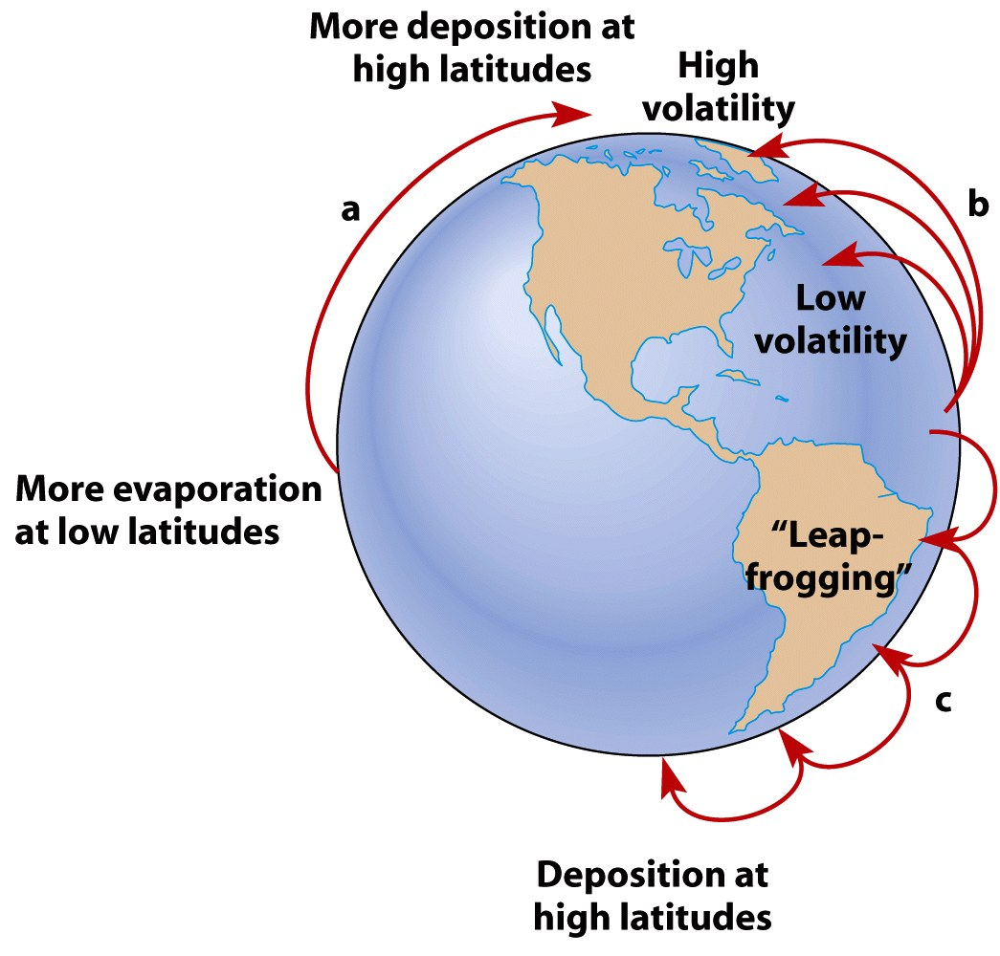 More deposition at
high latitudes
High
volatility
a
b
Low
volatility
More evaporation
at low latitudes
“Leap-
frogging”
c
Deposition at
high latitudes